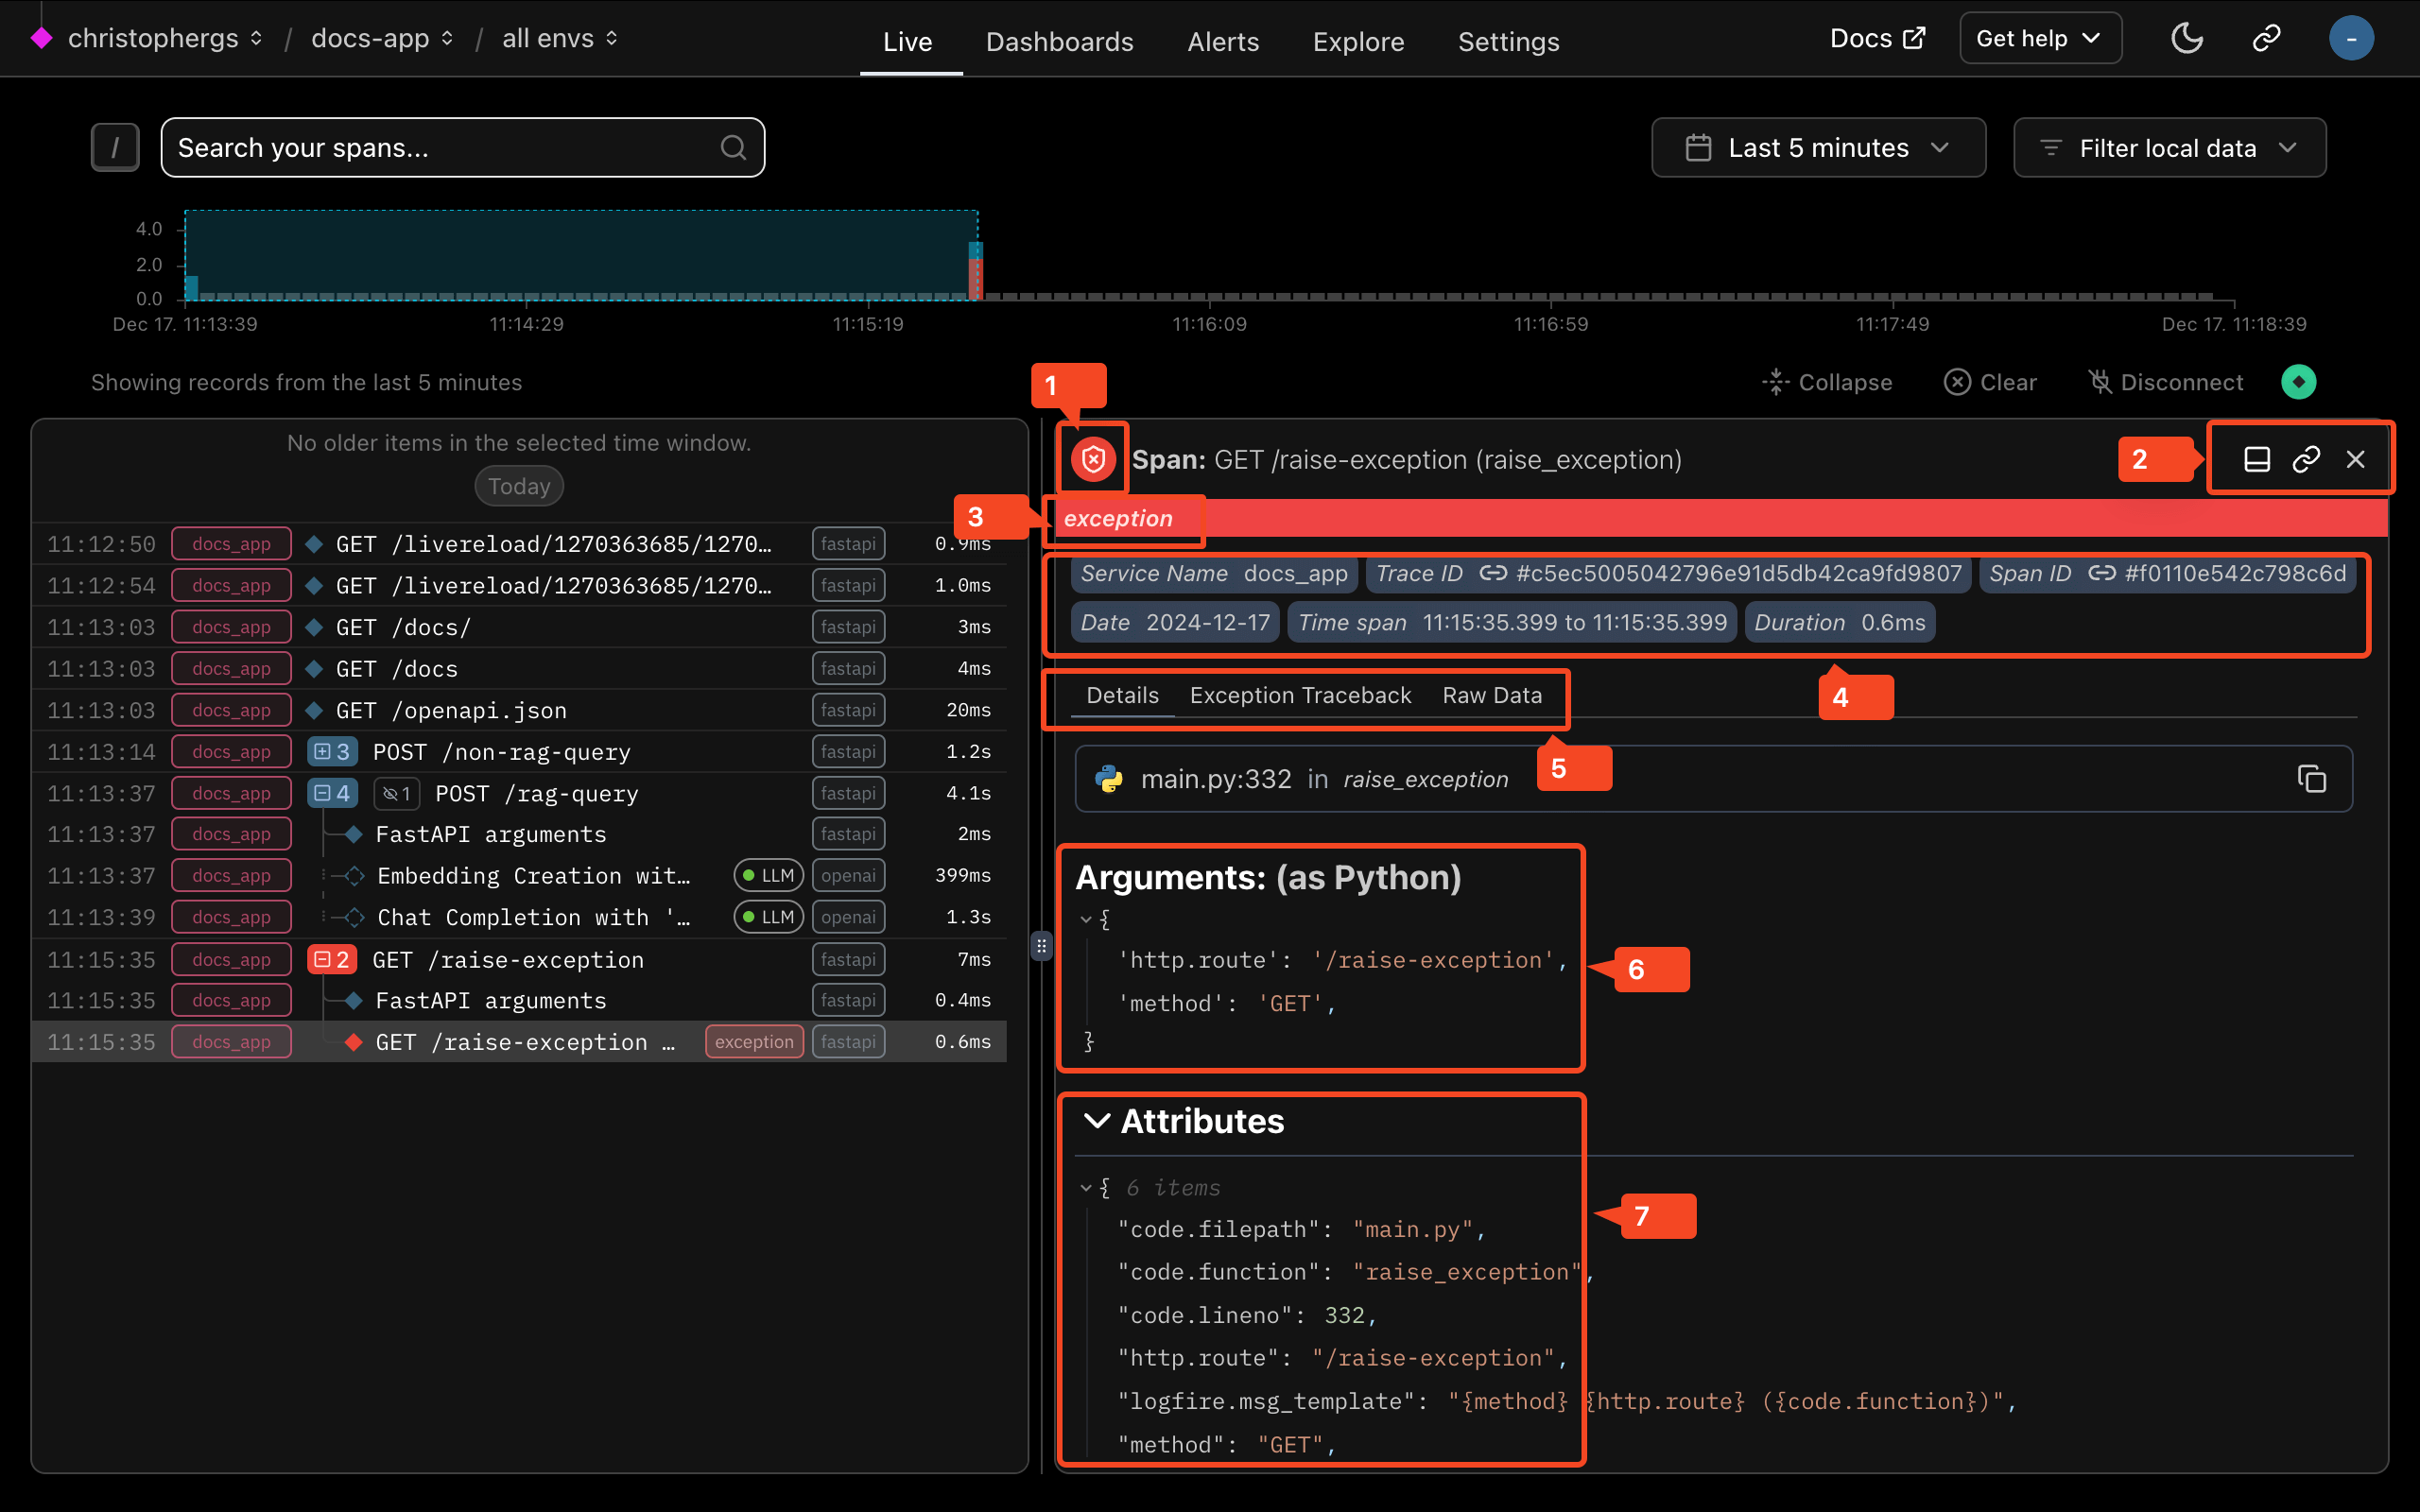 christophergs / docs-app / all envs
Live Dashboards Alerts Explore Settings
Docs Get help -
/ Search your spans...
Last 5 minutes Filter local data
4.0
2.0
0.0
Dec 17. 11:13:39 11:14:29 11:15:19 11:16:09 11:16:59 11:17:49 Dec 17. 11:18:39
Showing records from the last 5 minutes
Collapse Clear Disconnect
No older items in the selected time window.
Today
11:12:50 docs_app GET /livereload/1270363685/1270… fastapi 0.9ms
11:12:54 docs_app GET /livereload/1270363685/1270… fastapi 1.0ms
11:13:03 docs_app GET /docs/ fastapi 3ms
11:13:03 docs_app GET /docs fastapi 4ms
11:13:03 docs_app GET /openapi.json fastapi 20ms
11:13:14 docs_app 3 POST /non-rag-query fastapi 1.2s
11:13:37 docs_app 4 1 POST /rag-query fastapi 4.1s
11:13:37 docs_app FastAPI arguments fastapi 2ms
11:13:37 docs_app Embedding Creation wit… LLM openai 399ms
11:13:39 docs_app Chat Completion with '… LLM openai 1.3s
11:15:35 docs_app 2 GET /raise-exception fastapi 7ms
11:15:35 docs_app FastAPI arguments fastapi 0.4ms
11:15:35 docs_app GET /raise-exception … exception fastapi 0.6ms
1
Span: GET /raise-exception (raise_exception)
2
3
exception
Service Name docs_app Trace ID #c5ec5005042796e91d5db42ca9fd9807 Span ID #f0110e542c798c6d
Date 2024-12-17 Time span 11:15:35.399 to 11:15:35.399 Duration 0.6ms
4
Details Exception Traceback Raw Data
5
main.py:332 in raise_exception
Arguments: (as Python)
{
'http.route': '/raise-exception',
'method': 'GET',
}
6
Attributes
{ 6 items
"code.filepath": "main.py",
"code.function": "raise_exception",
"code.lineno": 332,
"http.route": "/raise-exception",
"logfire.msg_template": "{method} {http.route} ({code.function})",
"method": "GET",
7